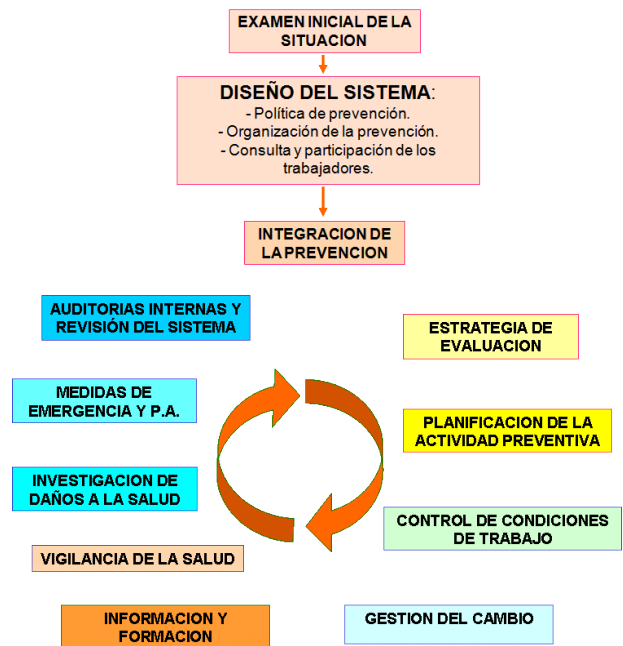 EXAMEN INICIAL DE LA
SITUACION
DISEÑO DEL SISTEMA:
- Política de prevención.
- Organización de la prevención.
- Consulta y participación de los
trabajadores.
INTEGRACION DE
LA PREVENCION
AUDITORIAS INTERNAS Y
REVISIÓN DEL SISTEMA
ESTRATEGIA DE
EVALUACION
MEDIDAS DE
EMERGENCIA Y P.A.
PLANIFICACION DE LA
ACTIVIDAD PREVENTIVA
INVESTIGACION DE
DAÑOS A LA SALUD
CONTROL DE CONDICIONES
DE TRABAJO
VIGILANCIA DE LA SALUD
INFORMACION Y
FORMACION
GESTION DEL CAMBIO